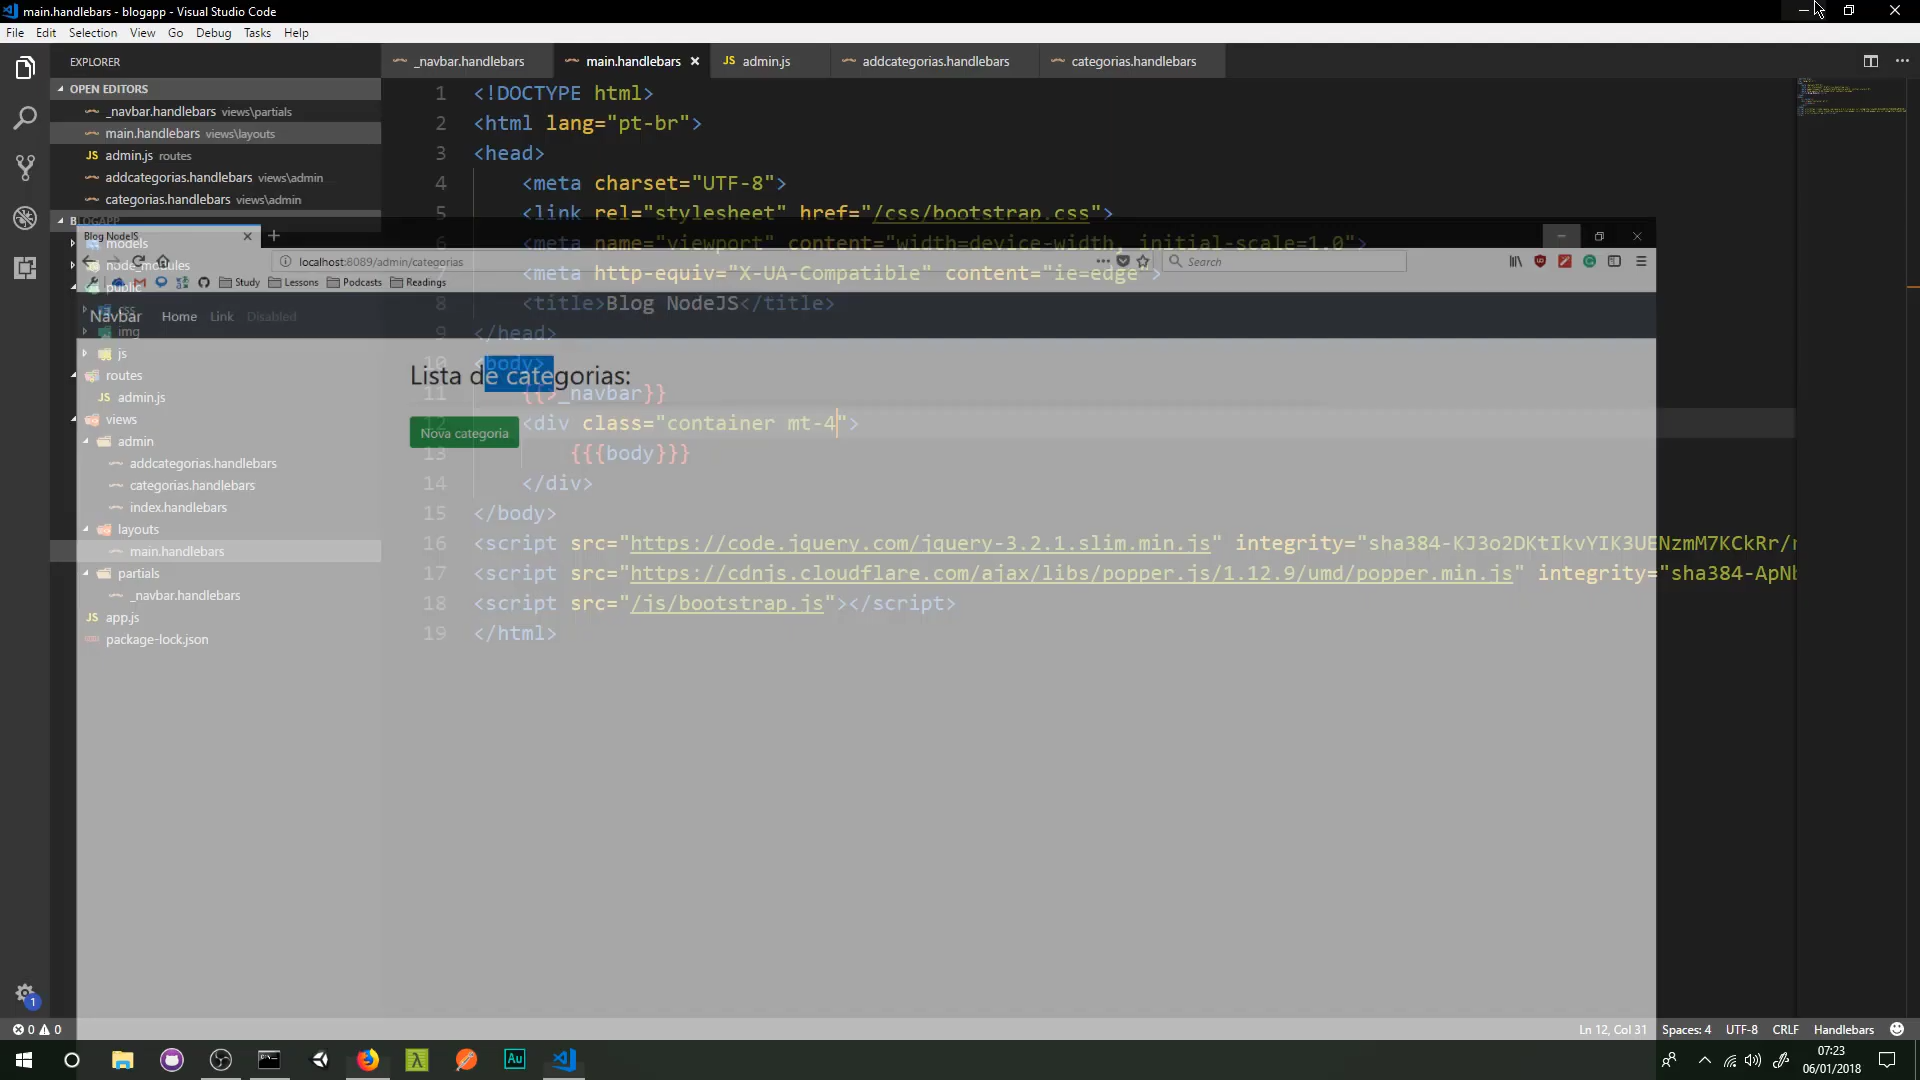 main.handlebars - blogapp - Visual Studio Code
File Edit Selection View Go Debug Tasks Help
EXPLORER
OPEN EDITORS
_navbar.handlebars views\partials
main.handlebars views\layouts
JS admin.js routes
addcategorias.handlebars views\admin
categorias.handlebars views\admin
BLOGAPP
models
node_modules
public
css
img
js
routes
JS admin.js
views
admin
addcategorias.handlebars
categorias.handlebars
index.handlebars
layouts
main.handlebars
partials
_navbar.handlebars
JS app.js
package-lock.json
_navbar.handlebars main.handlebars JS admin.js addcategorias.handlebars categorias.handlebars
1 <!DOCTYPE html>
2 <html lang="pt-br">
3 <head>
4 <meta charset="UTF-8">
5 <link rel="stylesheet" href="/css/bootstrap.css">
6 <meta name="viewport" content="width=device-width, initial-scale=1.0">
7 <meta http-equiv="X-UA-Compatible" content="ie=edge">
8 <title>Blog NodeJS</title>
9 </head>
10 <body>
11 {{>_navbar}}
12 <div class="container mt-4">
13 {{{body}}}
14 </div>
15 </body>
16 <script src="https://code.jquery.com/jquery-3.2.1.slim.min.js" integrity="sha384-KJ3o2DKtIkvYIK3UENzmM7KCkRr/
17 <script src="https://cdnjs.cloudflare.com/ajax/libs/popper.js/1.12.9/umd/popper.min.js" integrity="sha384-ApNb
18 <script src="/js/bootstrap.js"></script>
19 </html>
Blog NodeJS
localhost:8089/admin/categorias
Search
Study Lessons Podcasts Readings
Navbar Home Link Disabled
Lista de categorias:
Nova categoria
1
0 0
Ln 12, Col 31 Spaces: 4 UTF-8 CRLF Handlebars
Au
07:23
06/01/2018